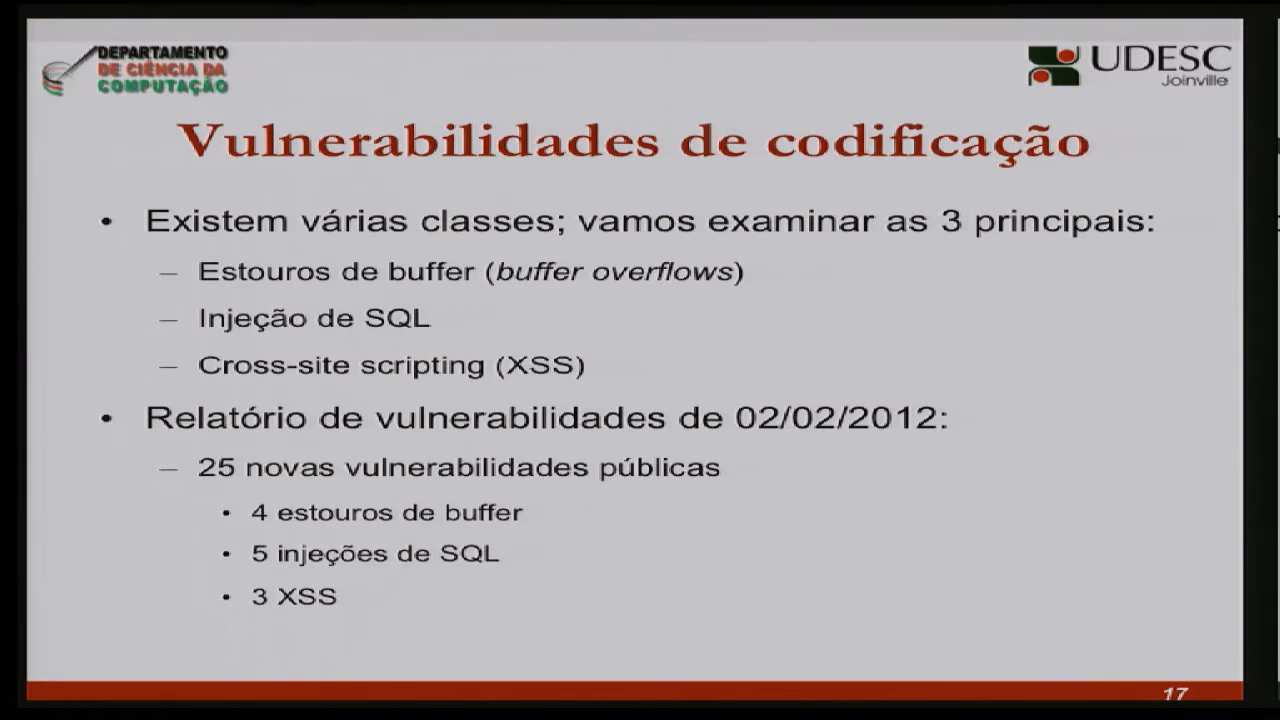 DEPARTAMENTO
DE CIÊNCIA DA
COMPUTAÇÃO
UDESC
Joinville
Vulnerabilidades de codificação
• Existem várias classes; vamos examinar as 3 principais:
– Estouros de buffer (buffer overflows)
– Injeção de SQL
– Cross-site scripting (XSS)
• Relatório de vulnerabilidades de 02/02/2012:
– 25 novas vulnerabilidades públicas
• 4 estouros de buffer
• 5 injeções de SQL
• 3 XSS
17